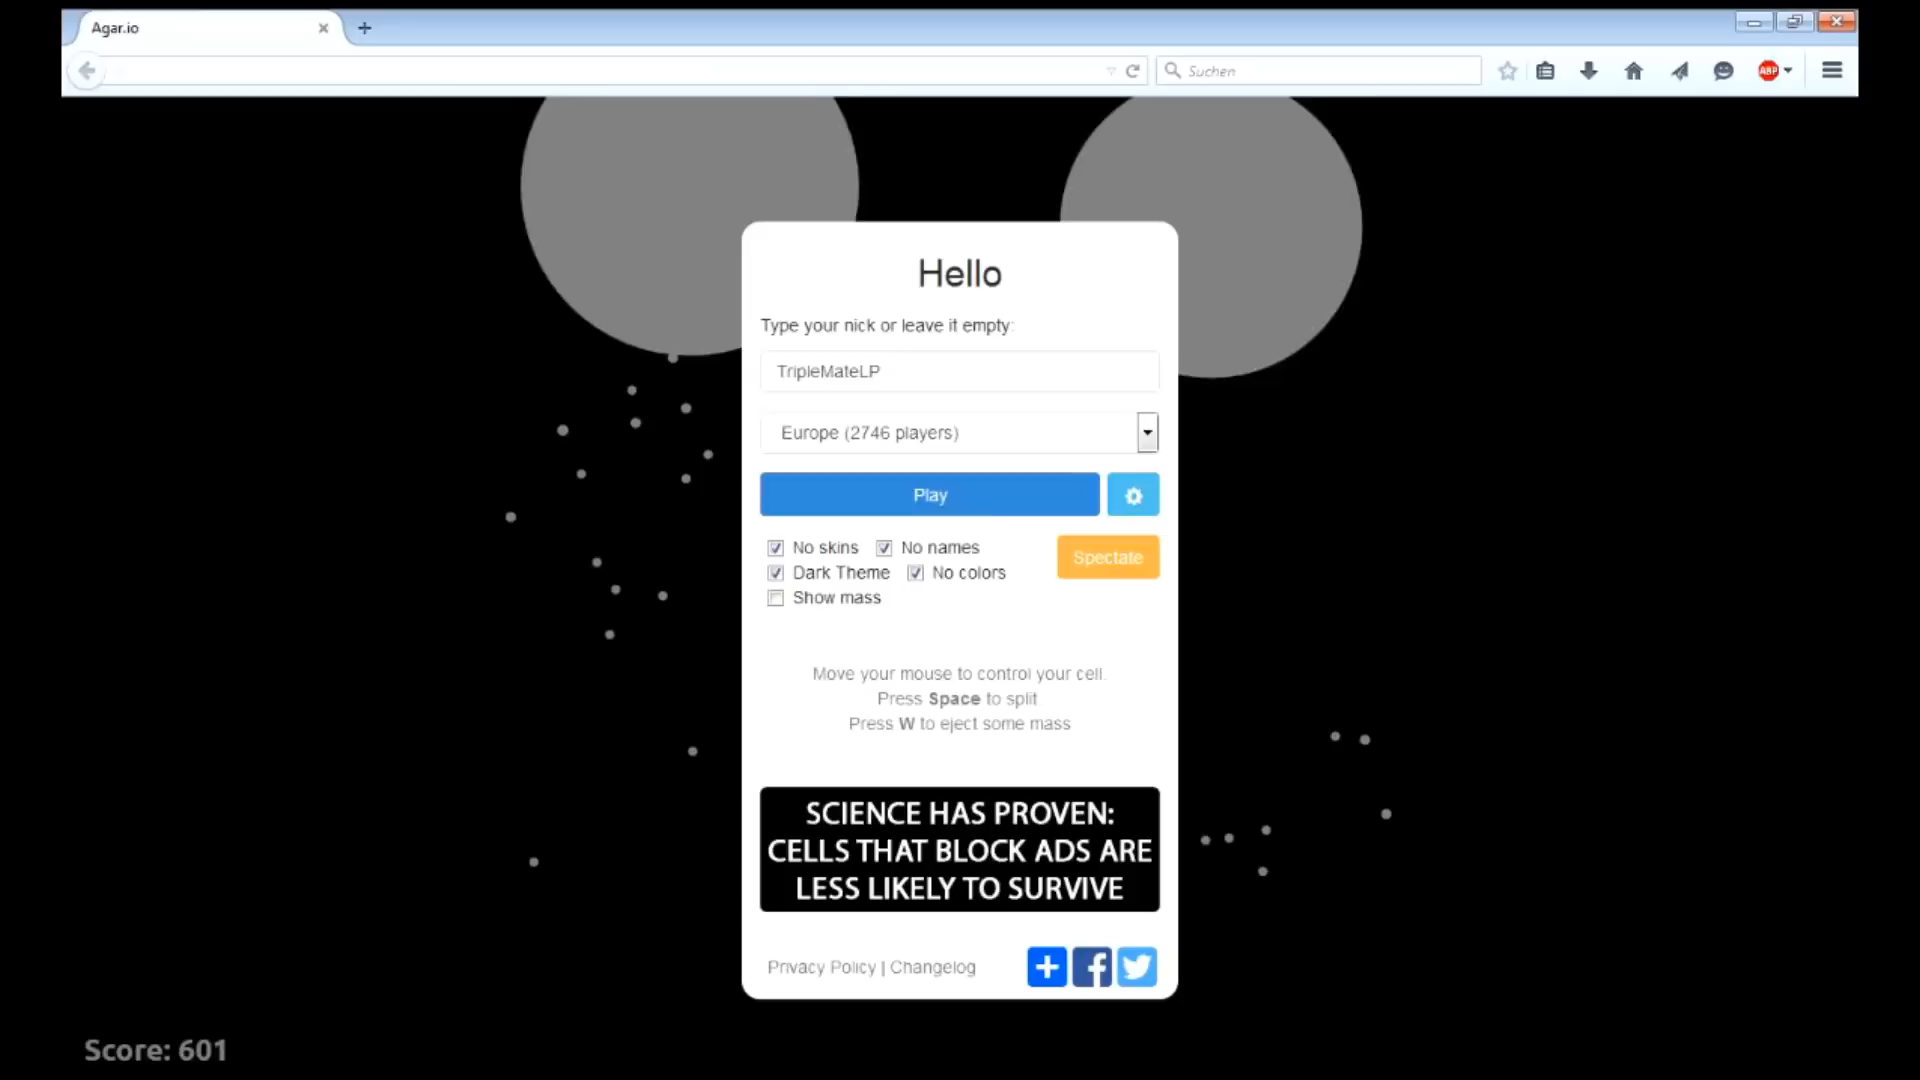 Agar.io
Suchen
ABP
Hello
Type your nick or leave it empty:
TripleMateLP
Europe (2746 players)
Play
No skins No names
Spectate
Dark Theme No colors
Show mass
Move your mouse to control your cell.
Press Space to split
Press W to eject some mass
SCIENCE HAS PROVEN:
CELLS THAT BLOCK ADS ARE
LESS LIKELY TO SURVIVE
Privacy Policy | Changelog
Score: 601